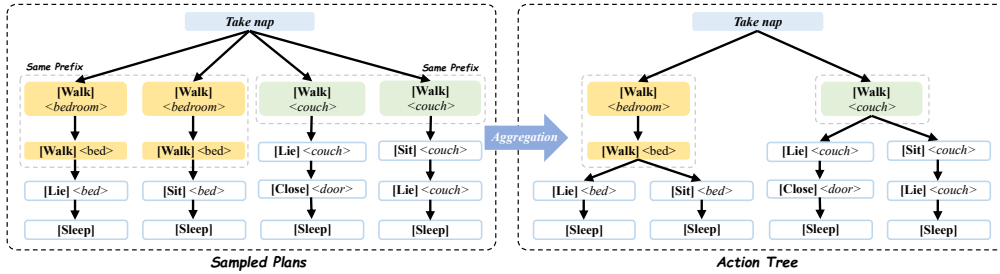 Take nap
Same Prefix
Same Prefix
[Walk]
<bedroom>
[Walk]
<bedroom>
[Walk]
<couch>
[Walk]
<couch>
[Walk] <bed>
[Walk] <bed>
[Lie] <couch>
[Sit] <couch>
[Lie] <bed>
[Sit] <bed>
[Close] <door>
[Lie] <couch>
[Sleep]
[Sleep]
[Sleep]
[Sleep]
Sampled Plans
Aggregation
Take nap
[Walk]
<bedroom>
[Walk]
<couch>
[Walk] <bed>
[Lie] <couch>
[Sit] <couch>
[Lie] <bed>
[Sit] <bed>
[Close] <door>
[Lie] <couch>
[Sleep]
[Sleep]
[Sleep]
[Sleep]
Action Tree